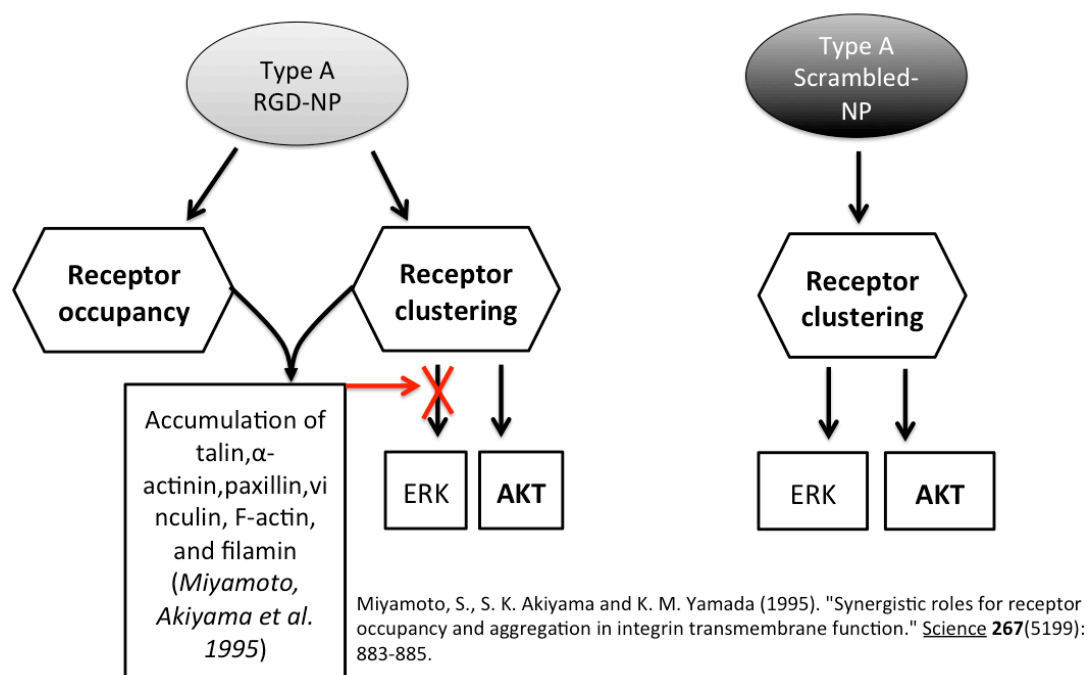 Type A
RGD-NP
Type A
Scrambled-
NP
Receptor
occupancy
Receptor
clustering
Receptor
clustering
Accumulation of
talin,α-
actinin,paxillin,vi
nculin, F-actin,
and filamin
(Miyamoto,
Akiyama et al.
1995)
ERK
AKT
ERK
AKT
Miyamoto, S., S. K. Akiyama and K. M. Yamada (1995). "Synergistic roles for receptor
occupancy and aggregation in integrin transmembrane function." Science 267(5199):
883-885.